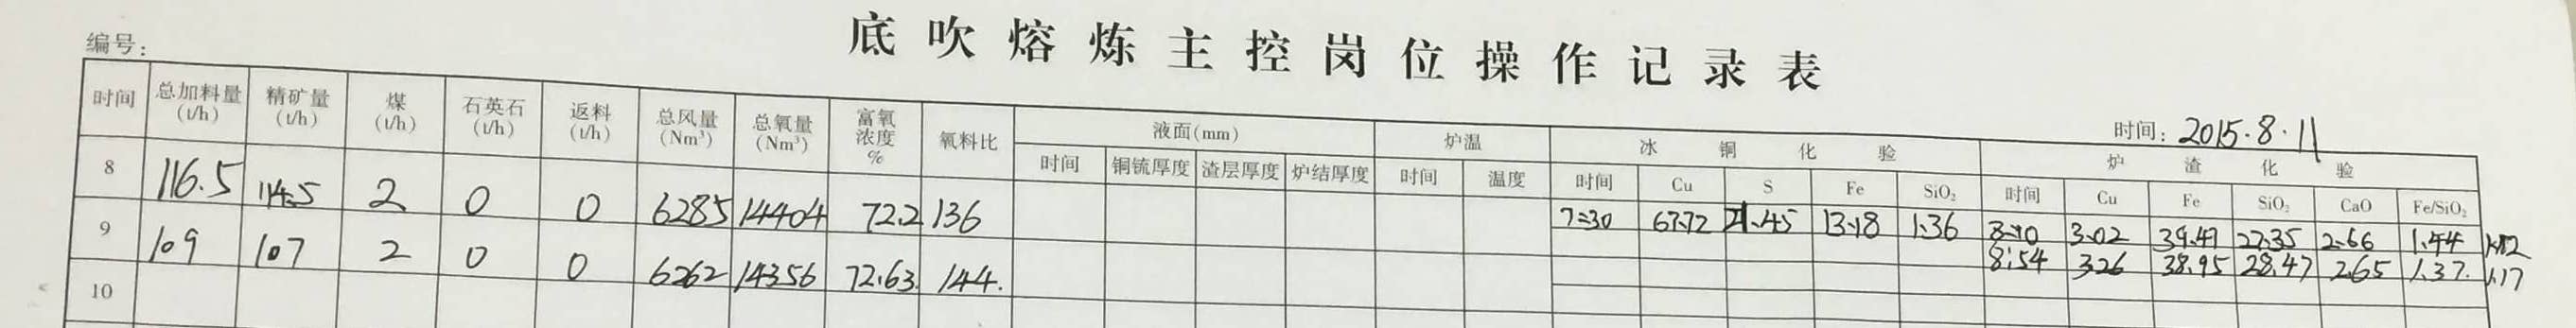 底吹熔炼主控岗位操作记录表
编号:
时间:2015.8.11
时间 总加料量(t/h) 精矿量(t/h) 煤(t/h) 石英石(t/h) 返料(t/h) 总风量(Nm³) 总氧量(Nm³) 富氧浓度% 氧料比 液面(mm) 炉温 冰铜化验 炉渣化验
时间 铜锍厚度 渣层厚度 炉结厚度 时间 温度 时间 Cu S Fe SiO₂ 时间 Cu Fe SiO₂ CaO Fe/SiO₂
8 116.5 114.5 2 0 0 6285 14404 72.2 136 7:30 67.72 21.45 13.18 1.36 3.02 39.49 27.35 2.66 1.44
9 109 107 2 0 0 6262 14356 72.63 144. 8:54 3.26 38.95 28.47 2.65 1.37. 1.17
10